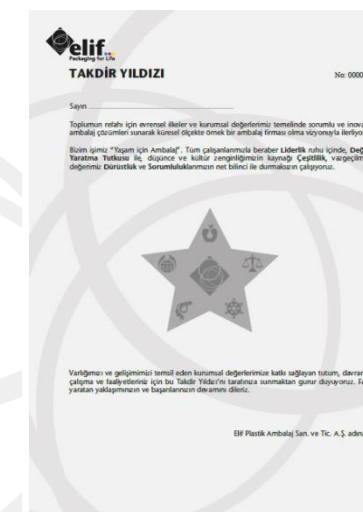 elif
Packaging for Life
TAKDİR YILDIZI
No: 0000
Sayın
Toplumun refahı için evrensel ilkeler ve kurumsal değerlerimiz temelinde sorumlu ve inova
ambalaj çözümleri sunarak küresel ölçekte örnek bir ambalaj firması olma vizyonuyla ilerliyo
Bizim işimiz "Yaşam için Ambalaj". Tüm çalışanlarımızla beraber Liderlik ruhu içinde, Değ
Yaratma Tutkusu ile, düşünce ve kültür zenginliğimizin kaynağı Çeşitlilik, vazgeçilm
değerimiz Dürüstlük ve Sorumluluklarımızın net bilinci ile durmaksızın çalışıyoruz.
Varlığımızı ve gelişimimizi temsil eden kurumsal değerlerimize katkı sağlayan tutum, davran
çalışma ve faaliyetleriniz için bu Takdir Yıldızı'nı tarafınıza sunmaktan gurur duyuyoruz. Fa
yaratan yaklaşımınızın ve başarılarınızın devamını dileriz.
Elif Plastik Ambalaj San. ve Tic. A.Ş. adına